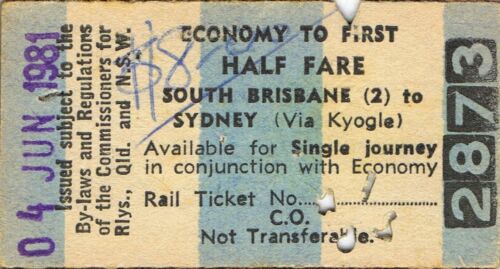 04 JUN 1981
Issued subject to the
By-laws and Regulations
of the Commissioners for
Rlys., Qld. and N.S.W.
ECONOMY TO FIRST
HALF FARE
SOUTH BRISBANE (2) to
SYDNEY (Via Kyogle)
Available for Single journey
in conjunction with Economy
Rail Ticket No.
C.O.
Not Transferable.
2873